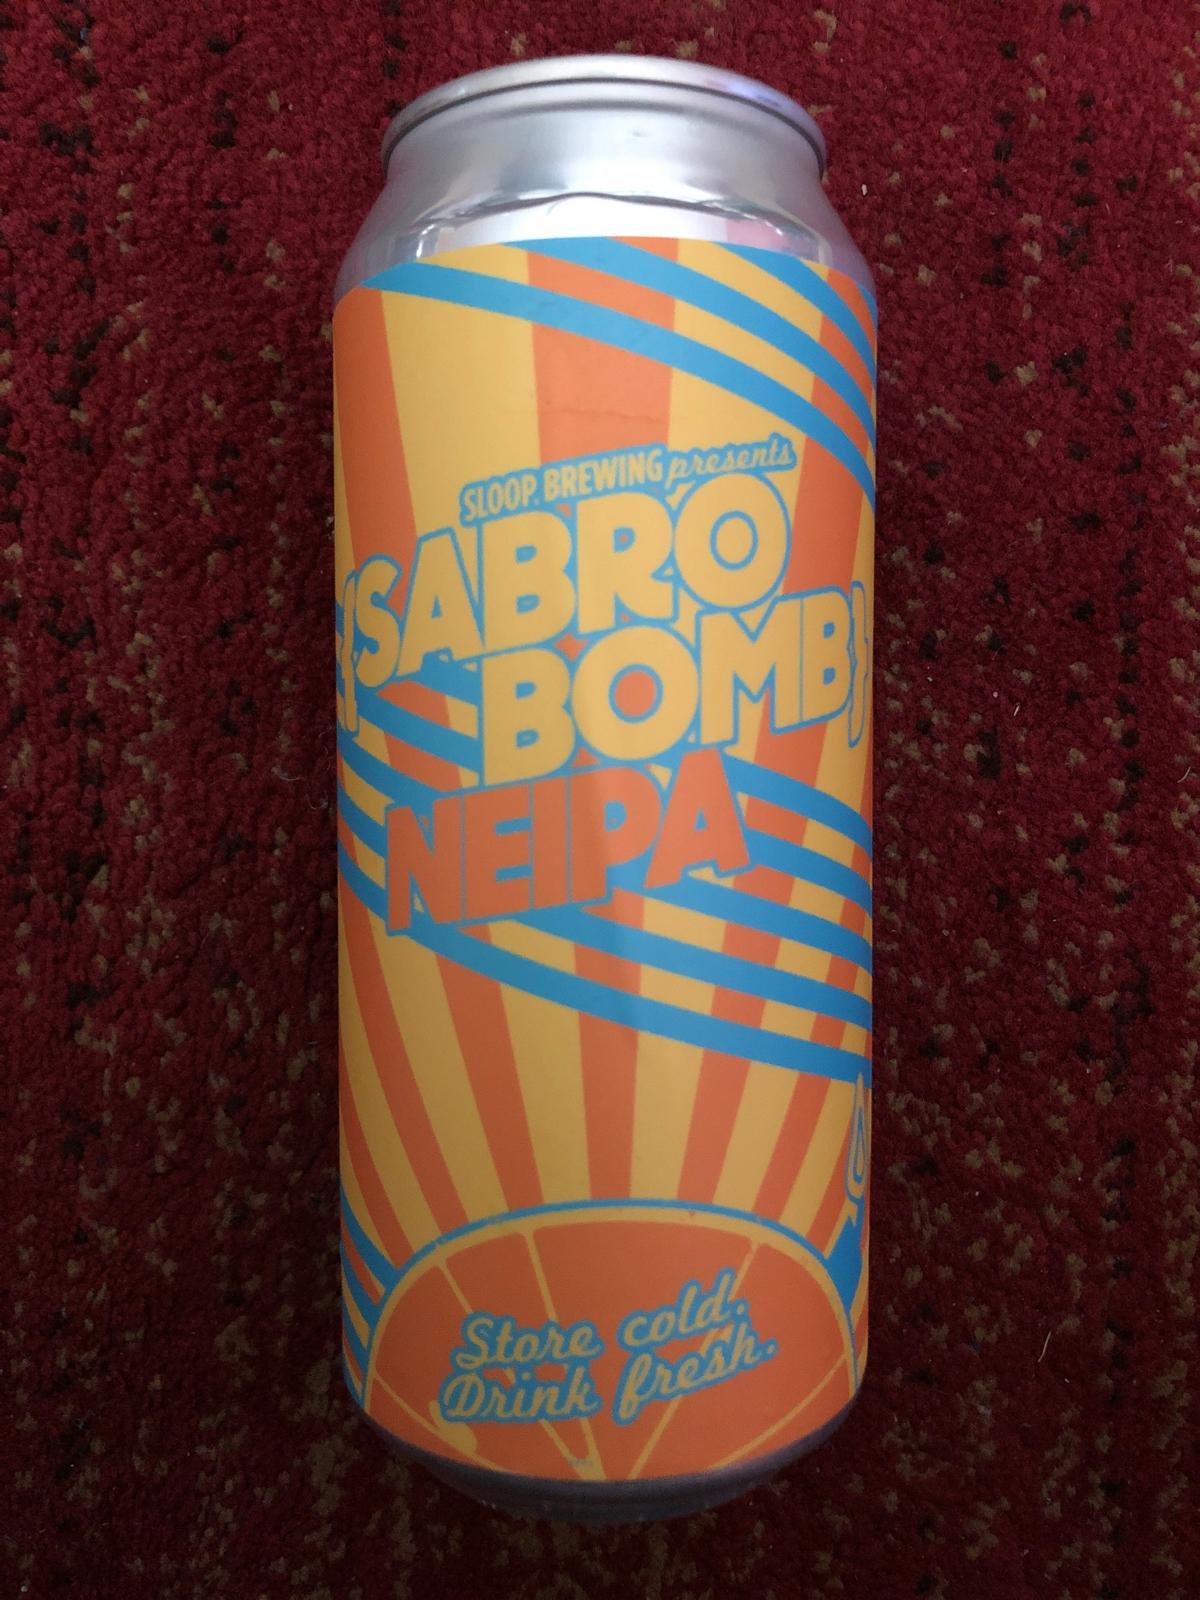 SLOOP BREWING presents
{SABRO
BOMB}
NEIPA
Store cold.
Drink fresh.